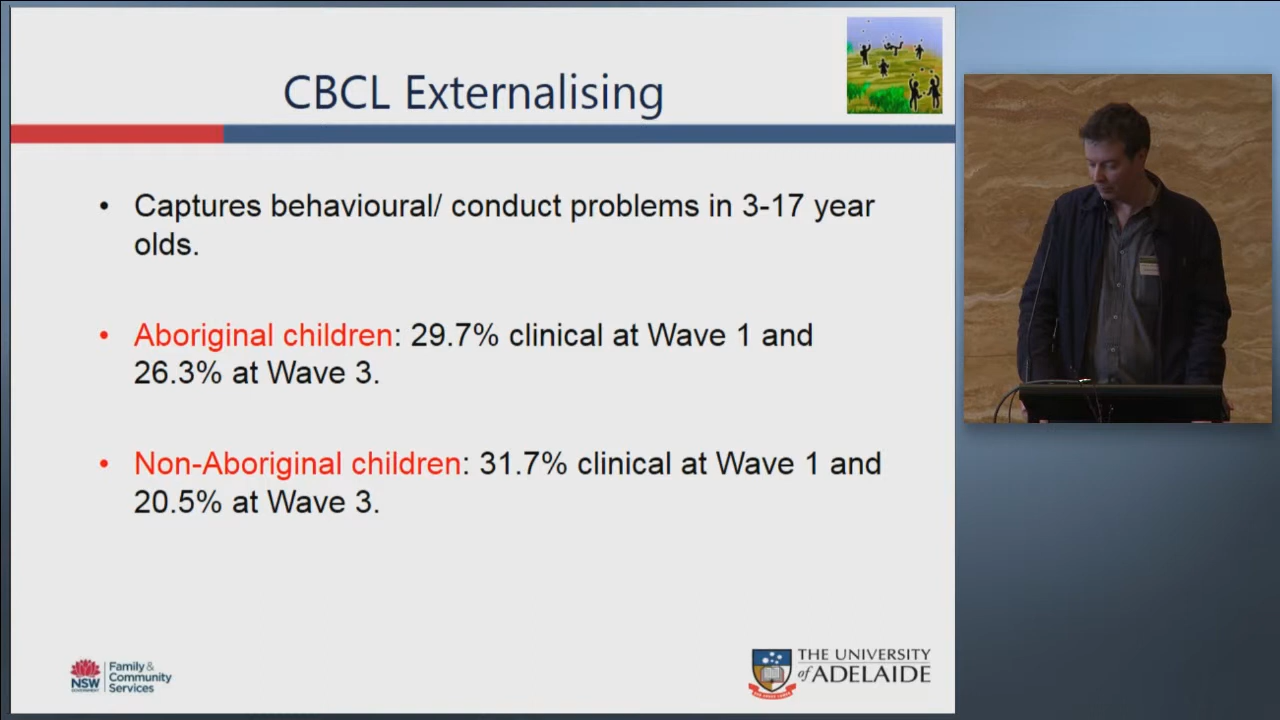 CBCL Externalising
• Captures behavioural/ conduct problems in 3-17 year
olds.
• Aboriginal children: 29.7% clinical at Wave 1 and
26.3% at Wave 3.
• Non-Aboriginal children: 31.7% clinical at Wave 1 and
20.5% at Wave 3.
NSW
GOVERNMENT
Family &
Community
Services
THE UNIVERSITY
of ADELAIDE